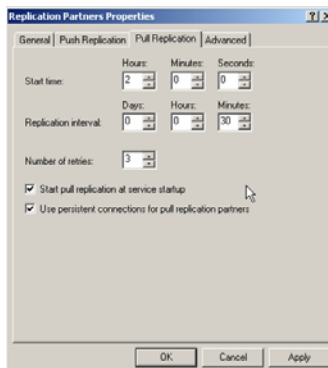 Replication Partners Properties
General Push Replication Pull Replication Advanced
Hours: Minutes: Seconds:
Start time: 2 0 0
Days: Hours: Minutes:
Replication interval: 0 0 30
Number of retries: 3
Start pull replication at service startup
Use persistent connections for pull replication partners
OK Cancel Apply